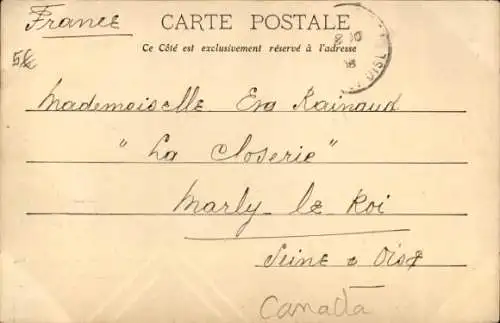 France
CARTE POSTALE
Ce Côté est exclusivement réservé à l'adresse
Mademoiselle Eva Rainaud
"La Closerie"
Marly-le Roi
Seine & Oise
Canada